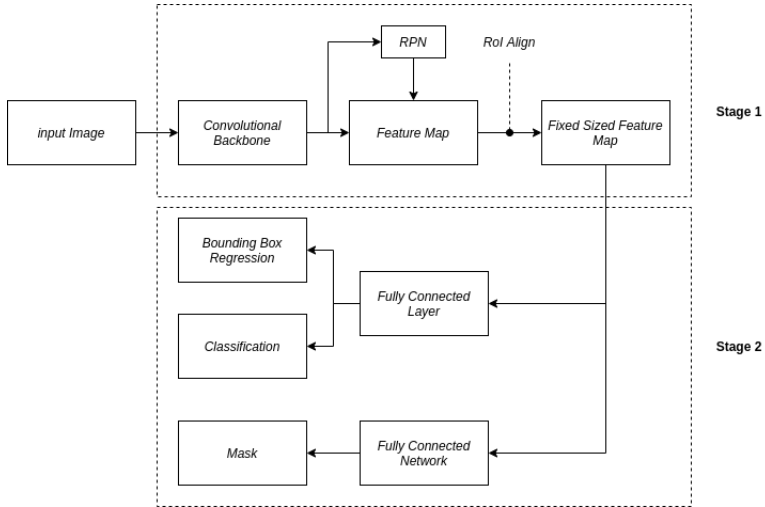 RPN
RoI Align
input Image
Convolutional
Backbone
Feature Map
Fixed Sized Feature
Map
Stage 1
Bounding Box
Regression
Fully Connected
Layer
Classification
Stage 2
Mask
Fully Connected
Network